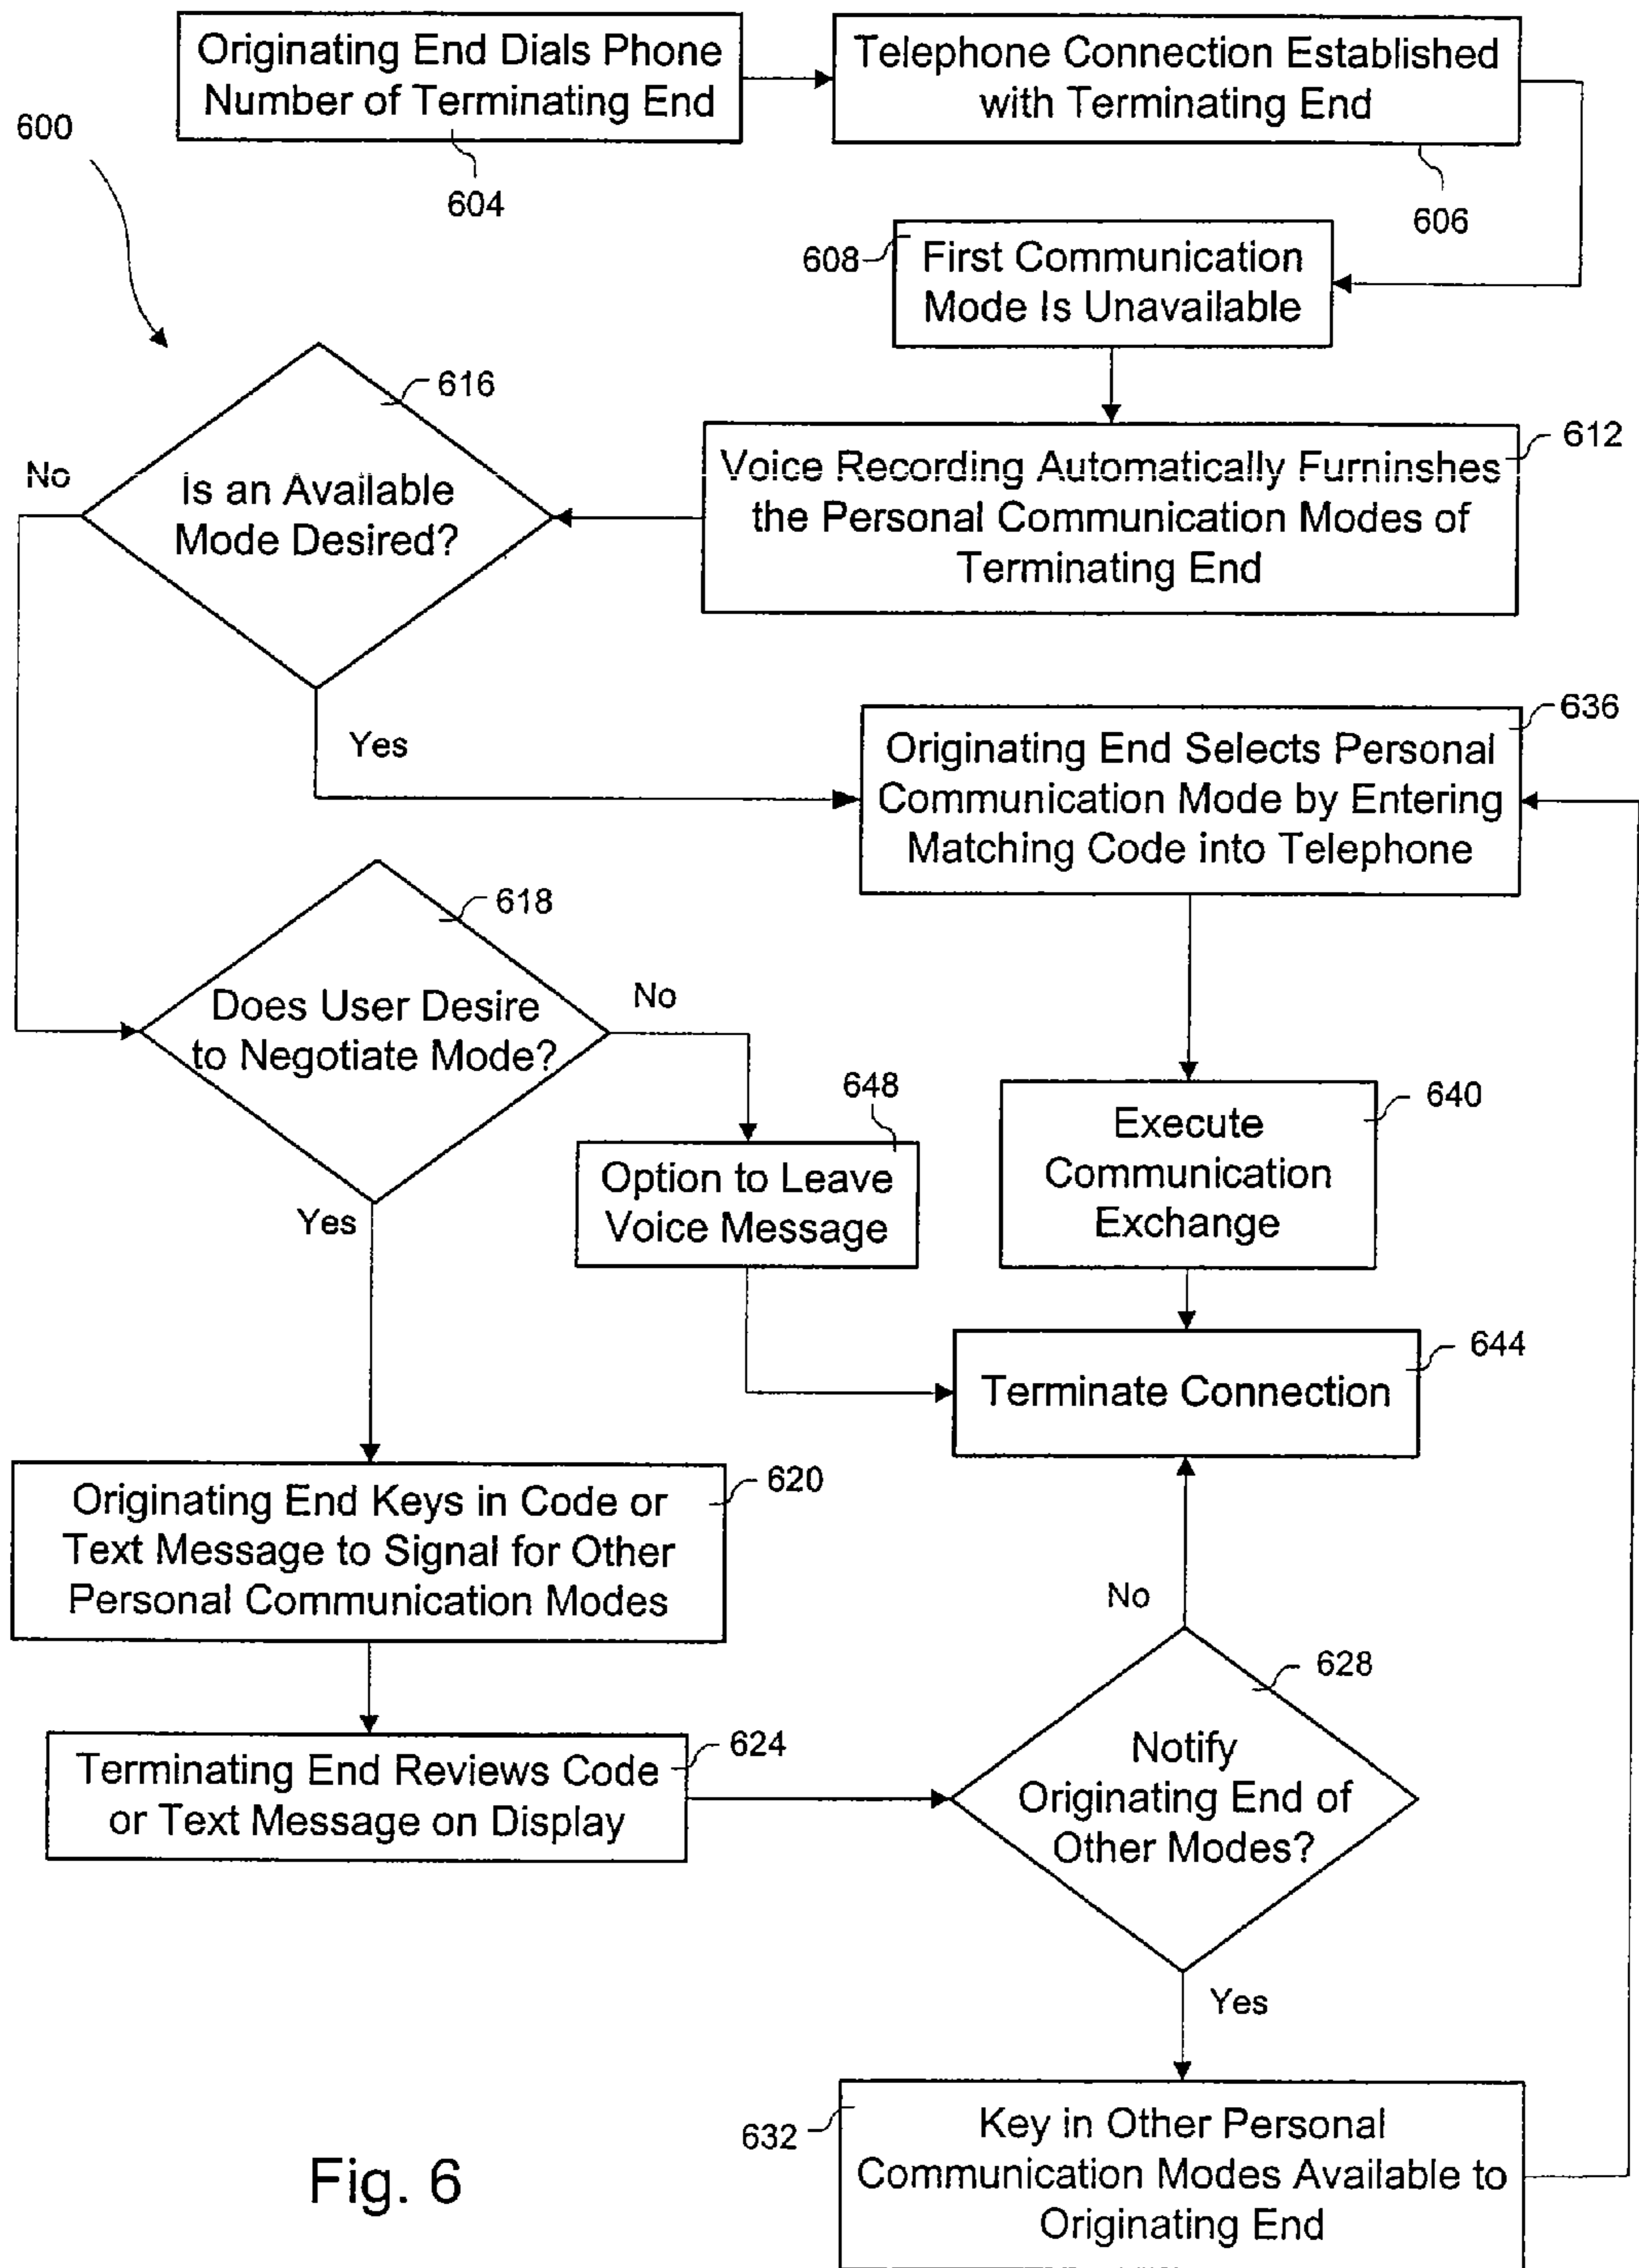 Originating End Dials Phone
Number of Terminating End
604
Telephone Connection Established
with Terminating End
606
600
608
First Communication
Mode Is Unavailable
612
Voice Recording Automatically Furninshes
the Personal Communication Modes of
Terminating End
616
Is an Available
Mode Desired?
No
Yes
636
Originating End Selects Personal
Communication Mode by Entering
Matching Code into Telephone
618
Does User Desire
to Negotiate Mode?
No
Yes
648
Option to Leave
Voice Message
640
Execute
Communication
Exchange
644
Terminate Connection
620
Originating End Keys in Code or
Text Message to Signal for Other
Personal Communication Modes
624
Terminating End Reviews Code
or Text Message on Display
No
628
Notify
Originating End of
Other Modes?
Yes
632
Key in Other Personal
Communication Modes Available to
Originating End
Fig. 6